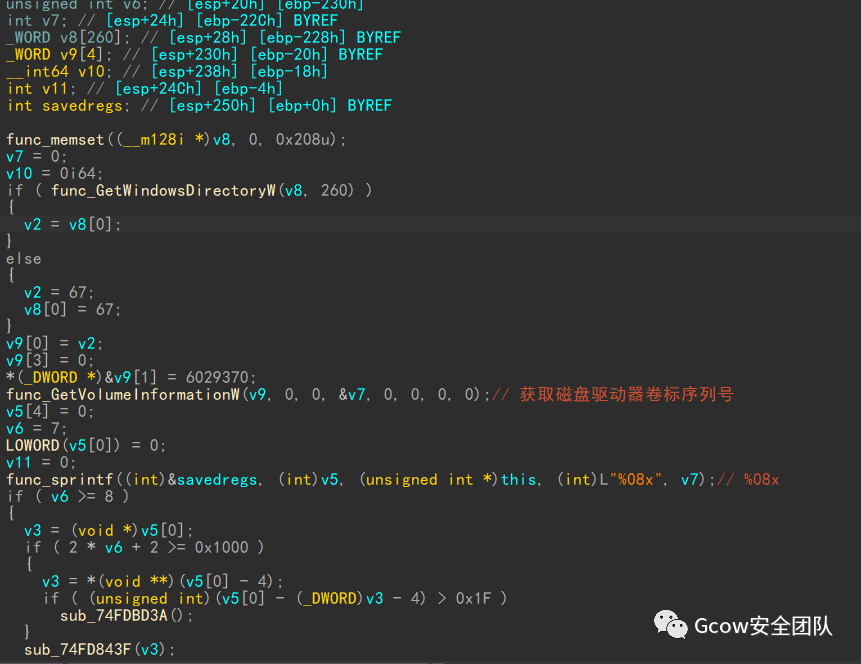 unsigned int v6; // [esp+20h] [ebp-230h]
int v7; // [esp+24h] [ebp-22Ch] BYREF
_WORD v8[260]; // [esp+28h] [ebp-228h] BYREF
_WORD v9[4]; // [esp+230h] [ebp-20h] BYREF
__int64 v10; // [esp+238h] [ebp-18h]
int v11; // [esp+24Ch] [ebp-4h]
int savedregs; // [esp+250h] [ebp+0h] BYREF
func_memset((__m128i *)v8, 0, 0x208u);
v7 = 0;
v10 = 0i64;
if ( func_GetWindowsDirectoryW(v8, 260) )
{
v2 = v8[0];
}
else
{
v2 = 67;
v8[0] = 67;
}
v9[0] = v2;
v9[3] = 0;
*(_DWORD *)&v9[1] = 6029370;
func_GetVolumeInformationW(v9, 0, 0, &v7, 0, 0, 0, 0);// 获取磁盘驱动器卷标序列号
v5[4] = 0;
v6 = 7;
LOWORD(v5[0]) = 0;
v11 = 0;
func_sprintf((int)&savedregs, (int)v5, (unsigned int *)this, (int)L"%08x", v7);// %08x
if ( v6 >= 8 )
{
v3 = (void *)v5[0];
if ( 2 * v6 + 2 >= 0x1000 )
{
v3 = *(void **)(v5[0] - 4);
if ( (unsigned int)(v5[0] - (_DWORD)v3 - 4) > 0x1F )
sub_74FDBD3A();
}
sub_74FD843F(v3);
Gcow安全团队